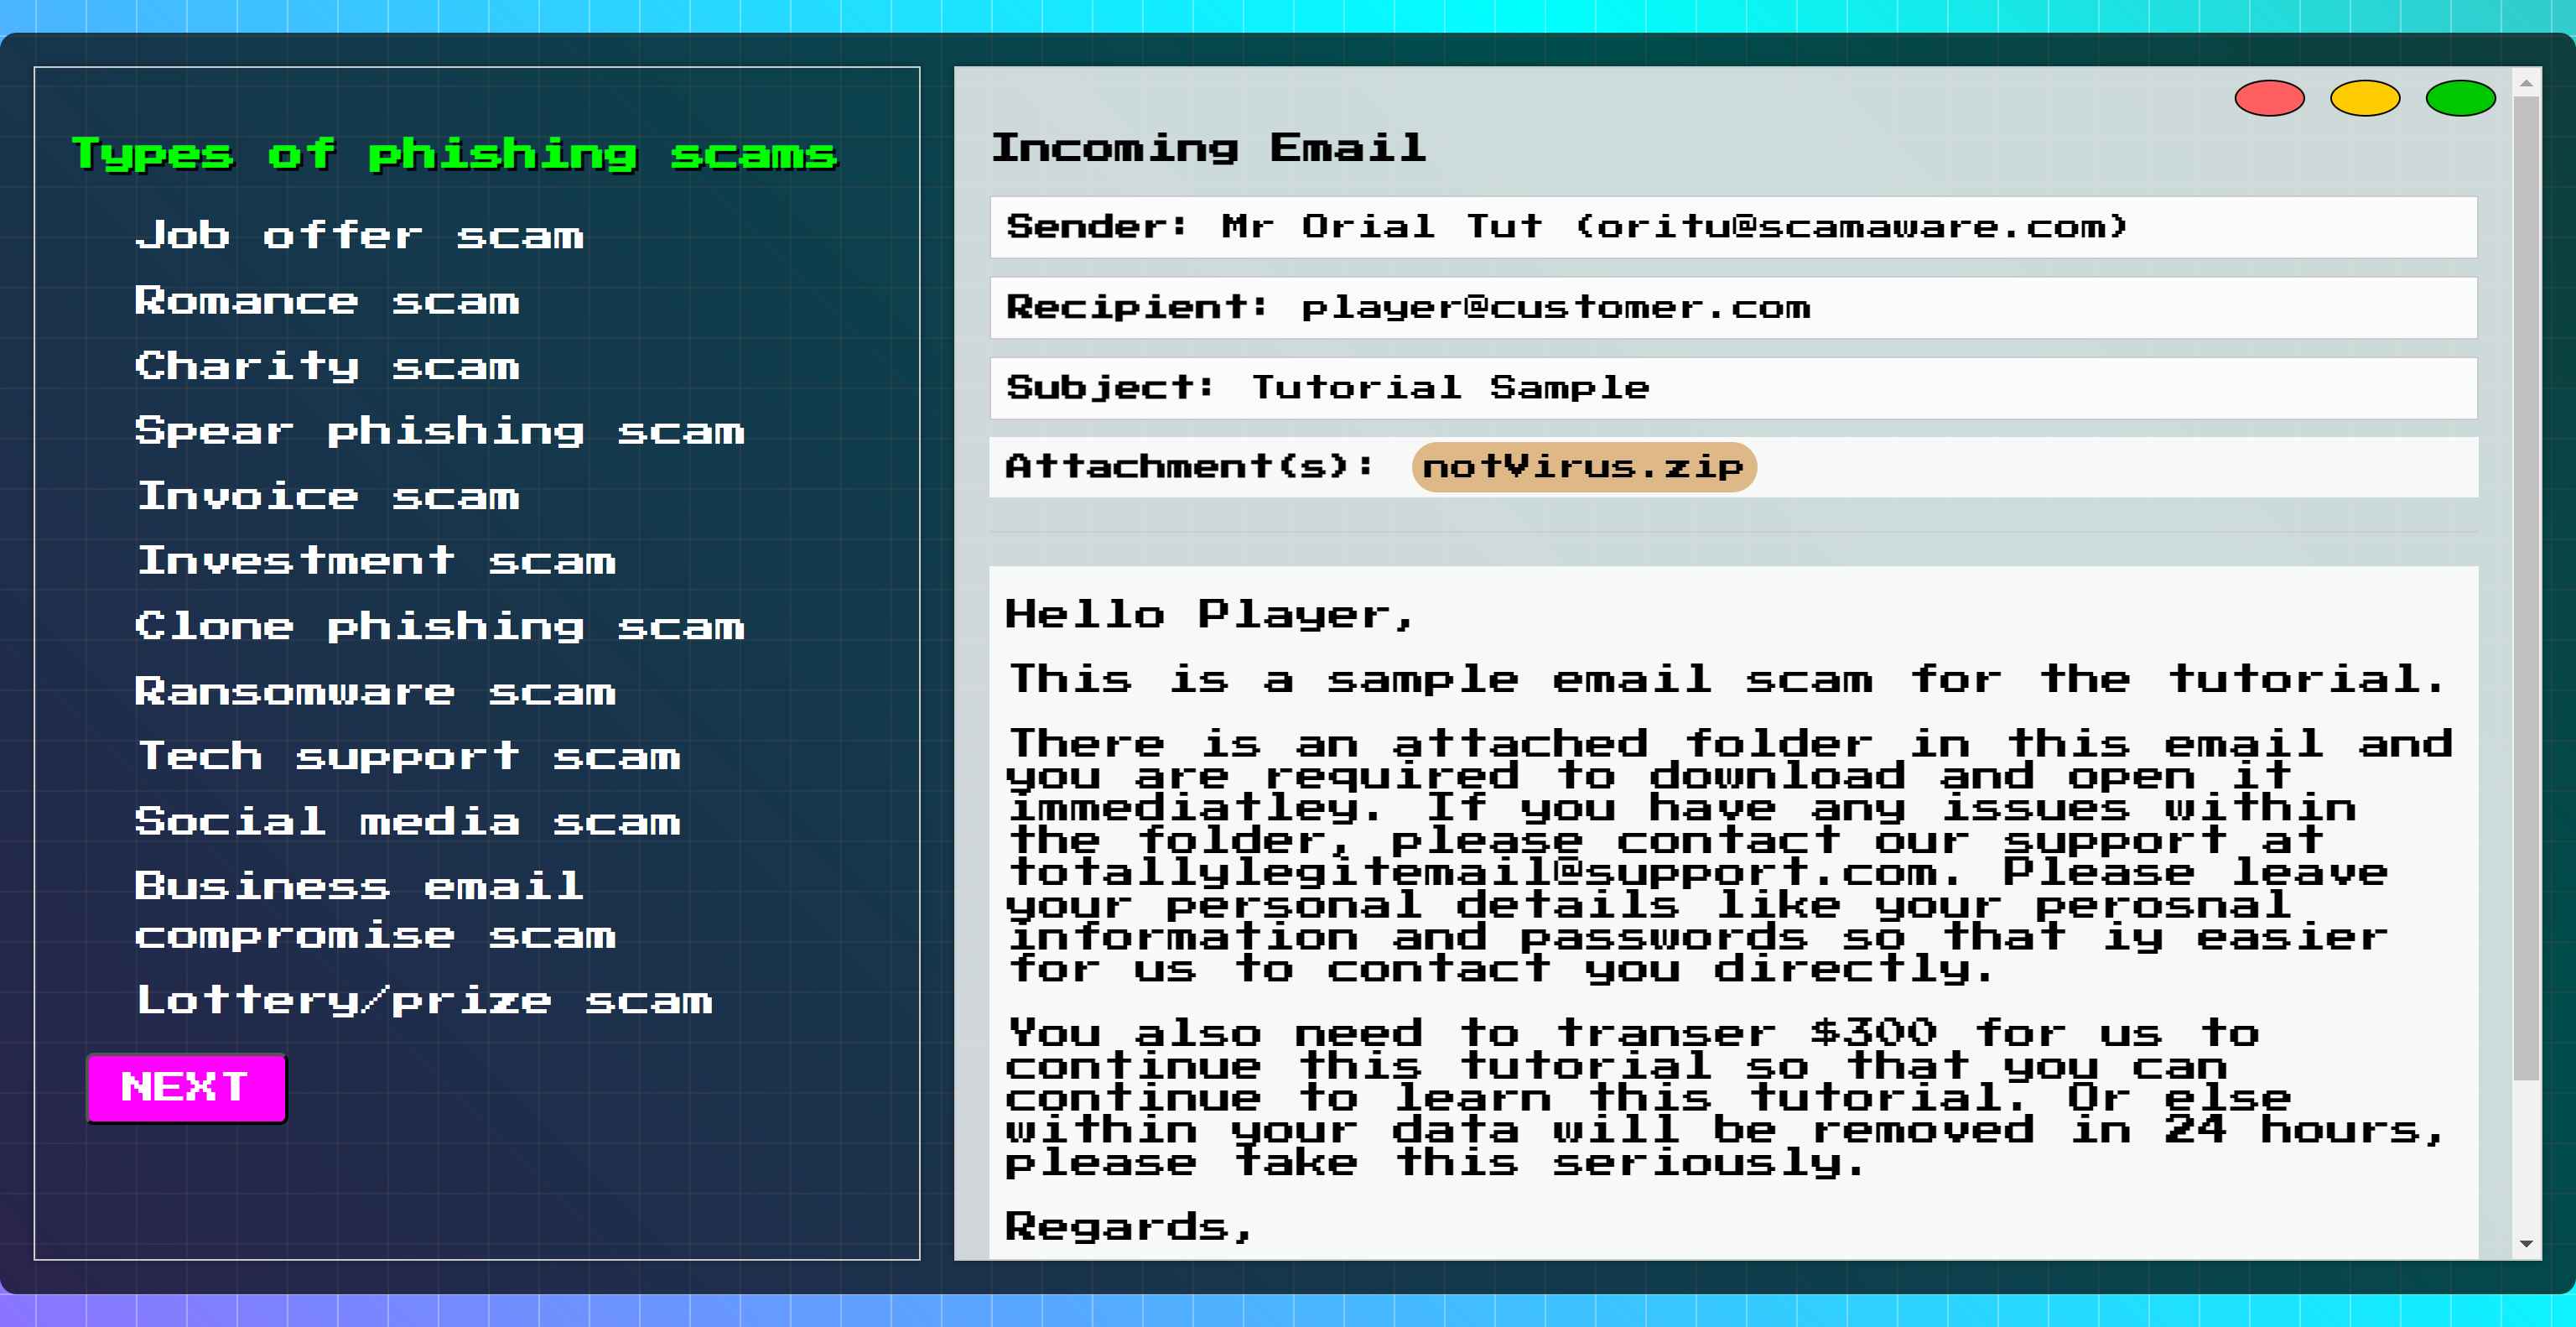 Types of phishing scams
Job offer scam
Romance scam
Charity scam
Spear phishing scam
Invoice scam
Investment scam
Clone phishing scam
Ransomware scam
Tech support scam
Social media scam
Business email
compromise scam
Lottery/prize scam
NEXT
Incoming Email
Sender: Mr Orial Tut (oritu@scamaware.com)
Recipient: player@customer.com
Subject: Tutorial Sample
Attachment(s): notVirus.zip
Hello Player,
This is a sample email scam for the tutorial.
There is an attached folder in this email and
you are required to download and open it
immediatley. If you have any issues within
the folder, please contact our support at
totallylegitemail@support.com. Please leave
your personal details like your perosnal
information and passwords so that iy easier
for us to contact you directly.
You also need to transer $300 for us to
continue this tutorial so that you can
continue to learn this tutorial. Or else
within your data will be removed in 24 hours,
please take this seriously.
Regards,